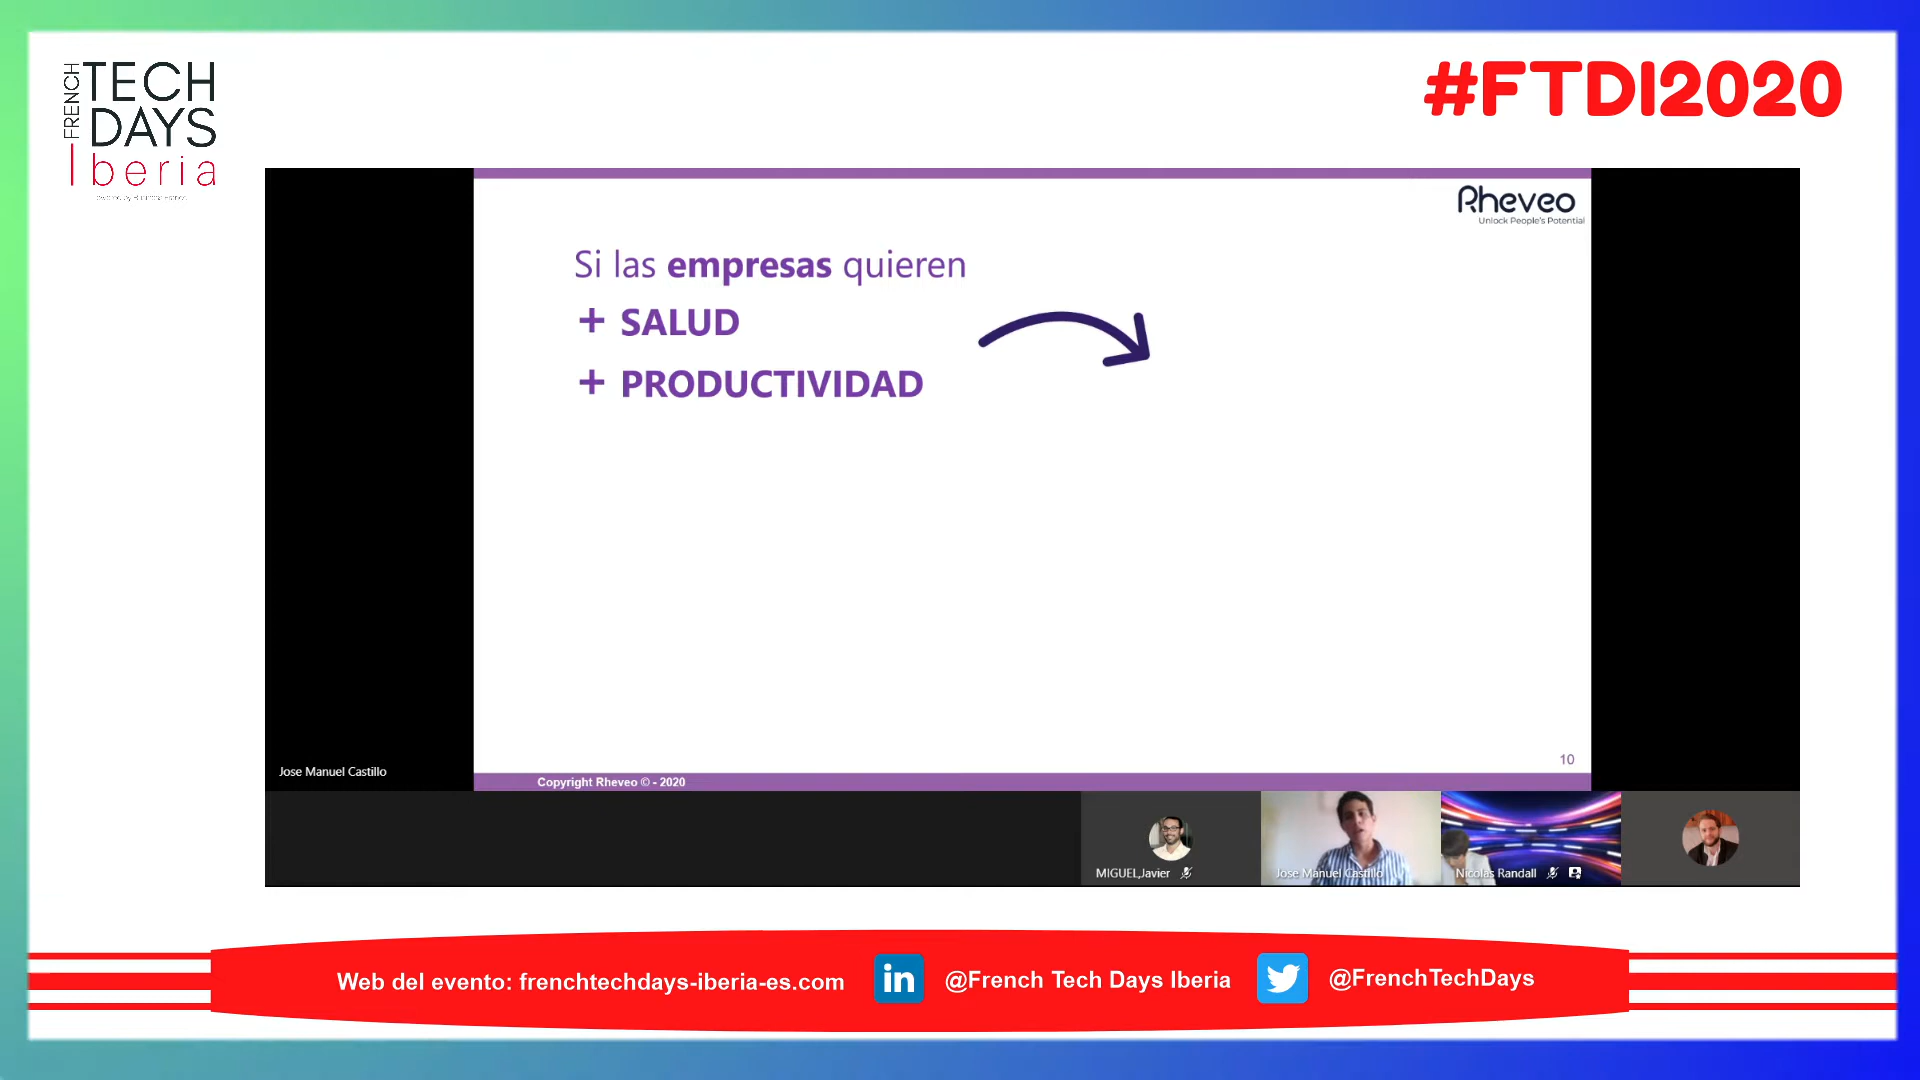 FRENCH
TECH
DAYS
Iberia
#FTDI2020
Rheveo
Unlock People's Potential
Si las empresas quieren
+ SALUD
+ PRODUCTIVIDAD
10
Jose Manuel Castillo
Copyright Rheveo © - 2020
MIGUEL,Javier
Jose Manuel Castillo
Nicolas Randall
Web del evento: frenchtechdays-iberia-es.com
in
@French Tech Days Iberia
@FrenchTechDays